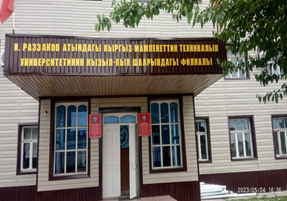 И. РАЗЗАКОВ АТЫНДАГЫ КЫРГЫЗ МАМЛЕКЕТТИК ТЕХНИКАЛЫК
УНИВЕРСИТЕТИНИН КЫЗЫЛ-КЫЯ ШААРЫНДАГЫ ФИЛИАЛЫ
2023/05/04 16:36